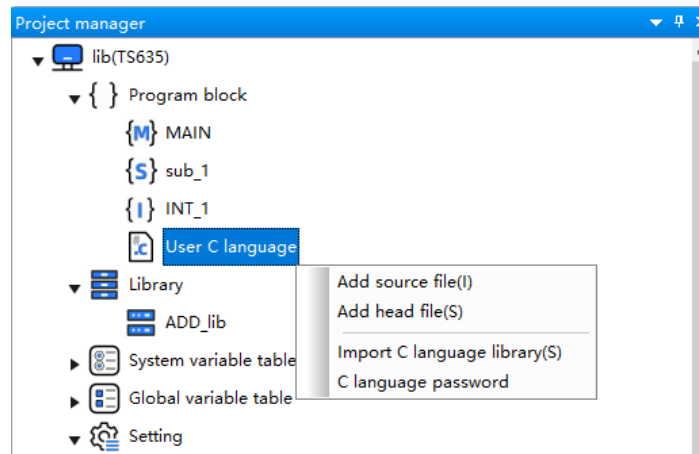 Project manager
lib(TS635)
{ } Program block
{M} MAIN
{S} sub_1
{I} INT_1
.c User C language
Add source file(I)
Add head file(S)
Import C language library(S)
C language password
Library
ADD_lib
System variable table
Global variable table
Setting